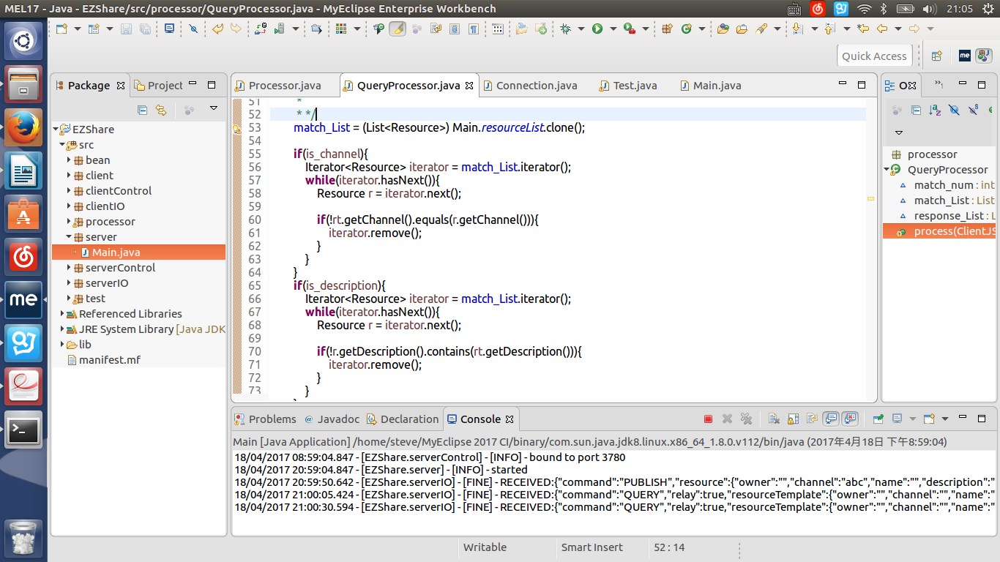 MEL17 - Java - EZShare/src/processor/QueryProcessor.java - MyEclipse Enterprise Workbench
21:05
Quick Access
me
Package
Project
Processor.java
QueryProcessor.java
Connection.java
Test.java
Main.java
O
EZShare
src
bean
client
clientControl
clientIO
processor
server
Main.java
serverControl
serverIO
test
Referenced Libraries
JRE System Library [Java JDK
lib
manifest.mf
51 *
52 * */
53 match_List = (List<Resource>) Main.resourceList.clone();
54
55 if(is_channel){
56 Iterator<Resource> iterator = match_List.iterator();
57 while(iterator.hasNext()){
58 Resource r = iterator.next();
59
60 if(!rt.getChannel().equals(r.getChannel())){
61 iterator.remove();
62 }
63 }
64 }
65 if(is_description){
66 Iterator<Resource> iterator = match_List.iterator();
67 while(iterator.hasNext()){
68 Resource r = iterator.next();
69
70 if(!r.getDescription().contains(rt.getDescription())){
71 iterator.remove();
72 }
73 }
processor
QueryProcessor
match_num : int
match_List : List
response_List : L
process(ClientJS
me
Problems
@ Javadoc
Declaration
Console
Main [Java Application] /home/steve/MyEclipse 2017 CI/binary/com.sun.java.jdk8.linux.x86_64_1.8.0.v112/bin/java (2017年4月18日 下午8:59:04)
18/04/2017 08:59:04.847 - [EZShare.serverControl] - [INFO] - bound to port 3780
18/04/2017 20:59:04.847 - [EZShare.server] - [INFO] - started
18/04/2017 20:59:50.642 - [EZShare.serverIO] - [FINE] - RECEIVED:{"command":"PUBLISH","resource":{"owner":"","channel":"abc","name":"","description":"
18/04/2017 21:00:05.424 - [EZShare.serverIO] - [FINE] - RECEIVED:{"command":"QUERY","relay":true,"resourceTemplate":{"owner":"","channel":"","name":"
18/04/2017 21:00:30.594 - [EZShare.serverIO] - [FINE] - RECEIVED:{"command":"QUERY","relay":true,"resourceTemplate":{"owner":"","channel":"","name":"
Writable
Smart Insert
52 : 14